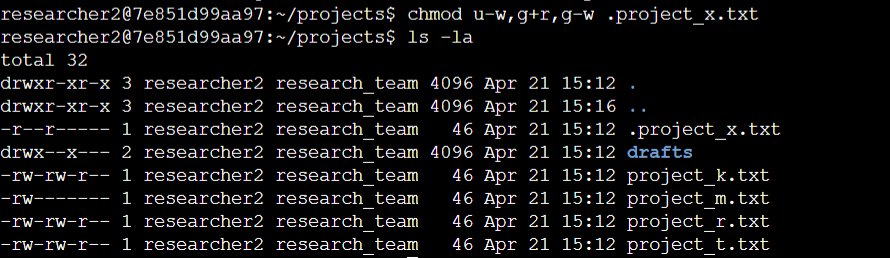 researcher2@7e851d99aa97:~/projects$ chmod u-w,g+r,g-w .project_x.txt
researcher2@7e851d99aa97:~/projects$ ls -la
total 32
drwxr-xr-x 3 researcher2 research_team 4096 Apr 21 15:12 .
drwxr-xr-x 3 researcher2 research_team 4096 Apr 21 15:16 ..
-r--r----- 1 researcher2 research_team   46 Apr 21 15:12 .project_x.txt
drwx--x--- 2 researcher2 research_team 4096 Apr 21 15:12 drafts
-rw-rw-r-- 1 researcher2 research_team   46 Apr 21 15:12 project_k.txt
-rw-r----- 1 researcher2 research_team   46 Apr 21 15:12 project_m.txt
-rw-rw-r-- 1 researcher2 research_team   46 Apr 21 15:12 project_r.txt
-rw-rw-r-- 1 researcher2 research_team   46 Apr 21 15:12 project_t.txt